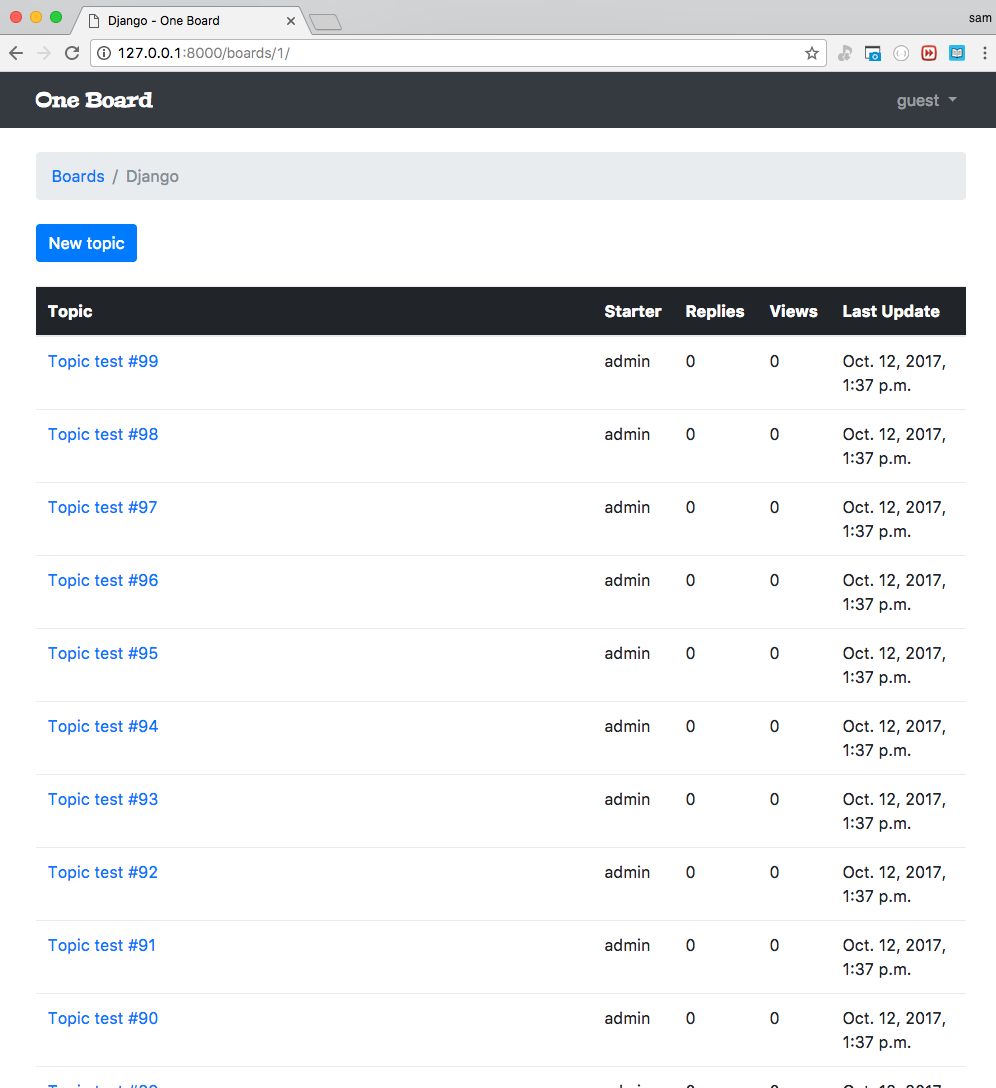 Django - One Board
sam
127.0.0.1:8000/boards/1/
One Board
guest
Boards / Django
New topic
Topic Starter Replies Views Last Update
Topic test #99 admin 0 0 Oct. 12, 2017,
1:37 p.m.
Topic test #98 admin 0 0 Oct. 12, 2017,
1:37 p.m.
Topic test #97 admin 0 0 Oct. 12, 2017,
1:37 p.m.
Topic test #96 admin 0 0 Oct. 12, 2017,
1:37 p.m.
Topic test #95 admin 0 0 Oct. 12, 2017,
1:37 p.m.
Topic test #94 admin 0 0 Oct. 12, 2017,
1:37 p.m.
Topic test #93 admin 0 0 Oct. 12, 2017,
1:37 p.m.
Topic test #92 admin 0 0 Oct. 12, 2017,
1:37 p.m.
Topic test #91 admin 0 0 Oct. 12, 2017,
1:37 p.m.
Topic test #90 admin 0 0 Oct. 12, 2017,
1:37 p.m.